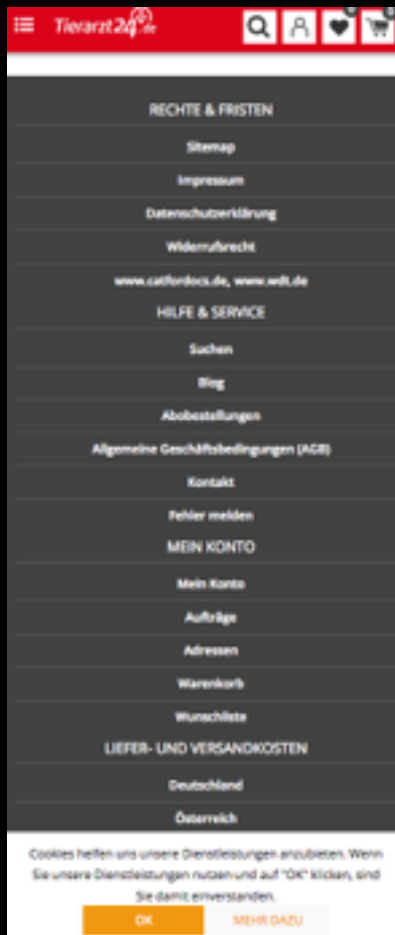 Tierarzt24.de
RECHTE & FRISTEN
Sitemap
Impressum
Datenschutzerklärung
Widerrufsrecht
www.catfordocs.de, www.wdt.de
HILFE & SERVICE
Suchen
Blog
Abobestellungen
Allgemeine Geschäftsbedingungen (AGB)
Kontakt
Fehler melden
MEIN KONTO
Mein Konto
Aufträge
Adressen
Warenkorb
Wunschliste
LIEFER- UND VERSANDKOSTEN
Deutschland
Österreich
Cookies helfen uns unsere Dienstleistungen anzubieten. Wenn
Sie unsere Dienstleistungen nutzen und auf "OK" klicken, sind
Sie damit einverstanden.
OK MEHR DAZU